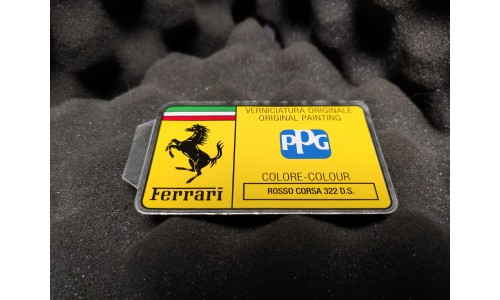 Ferrari
VERNICIATURA ORIGINALE
ORIGINAL PAINTING
PPG
COLORE-COLOUR
ROSSO CORSA 322 D.S.